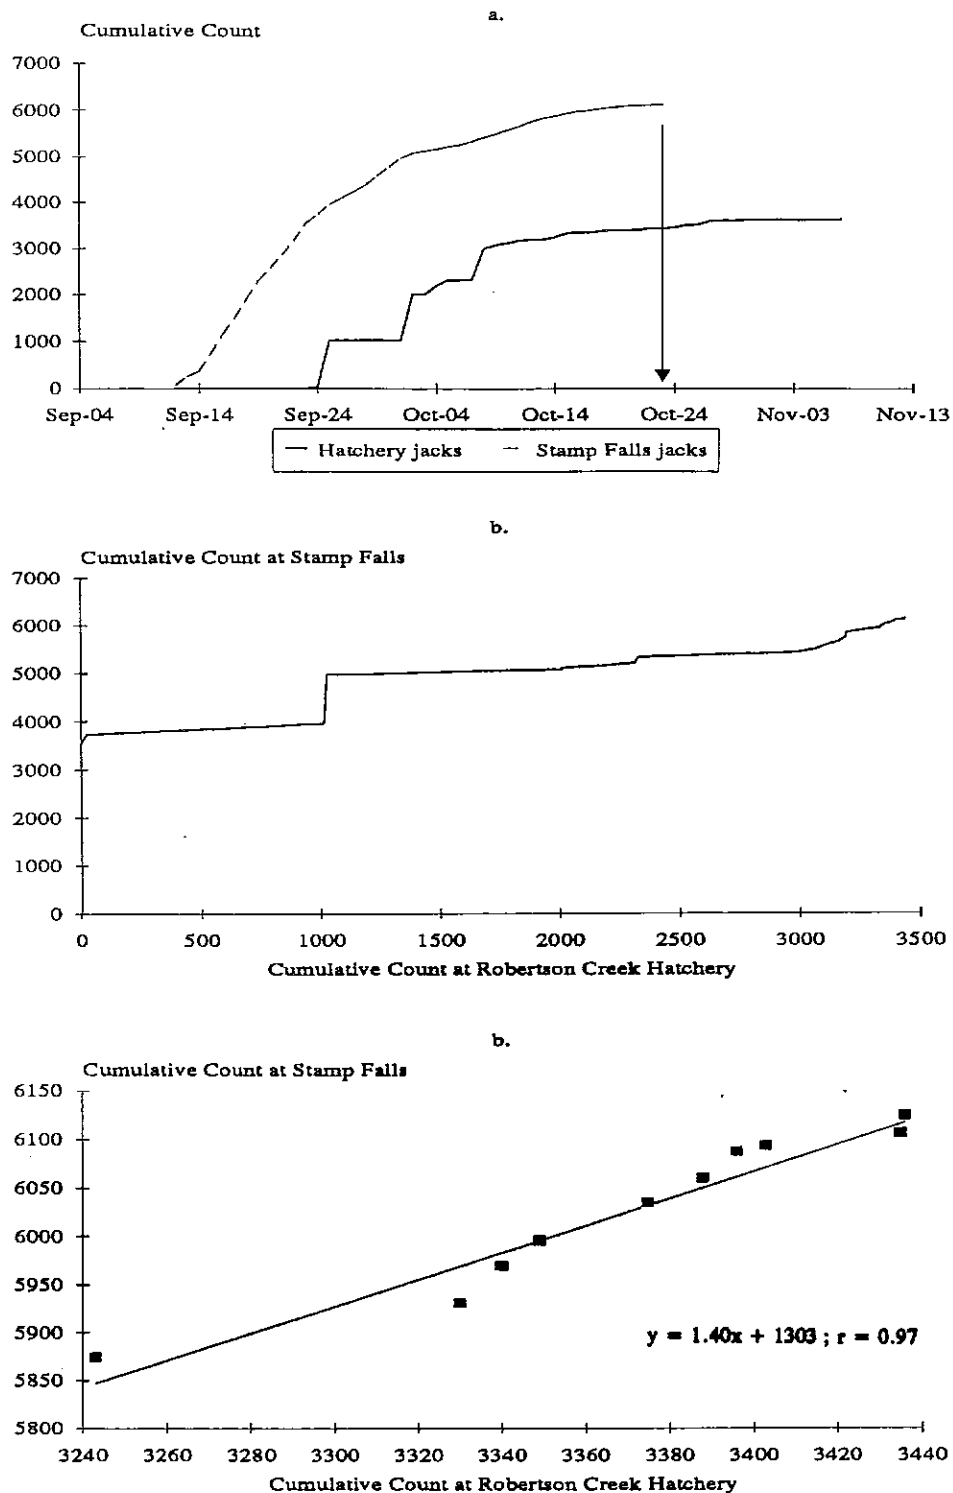 a.
Cumulative Count
7000
6000
5000
4000
3000
2000
1000
0
Sep-04 Sep-14 Sep-24 Oct-04 Oct-14 Oct-24 Nov-03 Nov-13
Hatchery jacks Stamp Falls jacks
b.
Cumulative Count at Stamp Falls
7000
6000
5000
4000
3000
2000
1000
0
0 500 1000 1500 2000 2500 3000 3500
Cumulative Count at Robertson Creek Hatchery
b.
Cumulative Count at Stamp Falls
6150
6100
6050
6000
5950
5900
y = 1.40x + 1303 ; r = 0.97
5850
5800
3240 3260 3280 3300 3320 3340 3360 3380 3400 3420 3440
Cumulative Count at Robertson Creek Hatchery